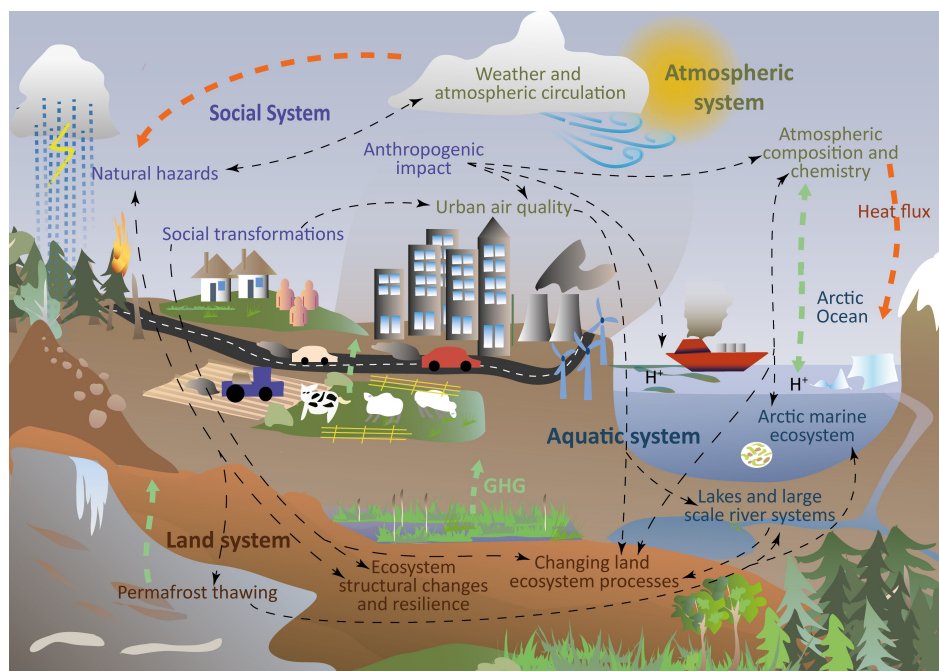 Weather and
atmospheric circulation
Atmospheric
system
Social System
Anthropogenic
impact
Atmospheric
composition and
chemistry
Natural hazards
Urban air quality
Heat flux
Social transformations
Arctic
Ocean
H+
H+
Arctic marine
ecosystem
Aquatic system
GHG
Lakes and large
scale river systems
Land system
Permafrost thawing
Ecosystem
structural changes
and resilience
Changing land
ecosystem processes